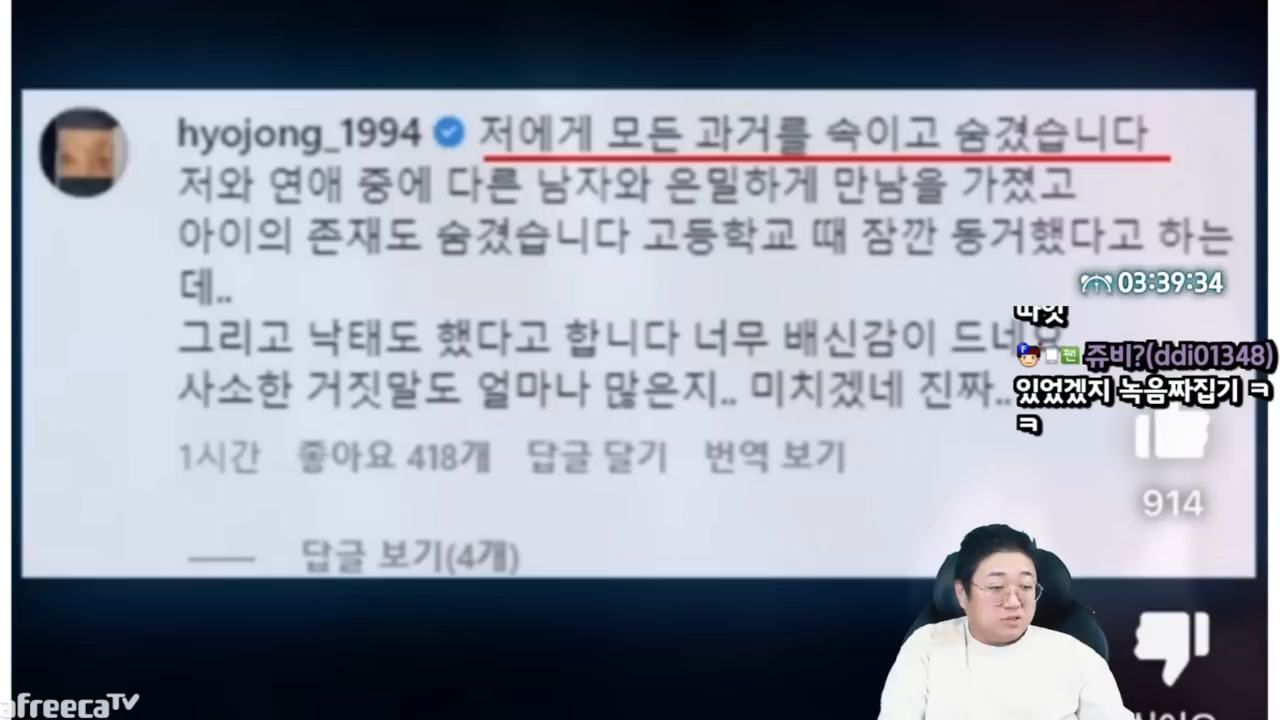 hyojong_1994 저에게 모든 과거를 속이고 숨겼습니다
저와 연애 중에 다른 남자와 은밀하게 만남을 가졌고
아이의 존재도 숨겼습니다 고등학교 때 잠깐 동거했다고 하는
데..
03:39:34
그리고 낙태도 했다고 합니다 너무 배신감이 드네
쥬비?(ddi01348)
사소한 거짓말도 얼마나 많은지.. 미치겠네 진짜..
있었겠지 녹음짜집기 ㅋ
ㅋ
1시간 좋아요 418개 답글 달기 번역 보기
914
답글 보기(4개)
afreecaTV